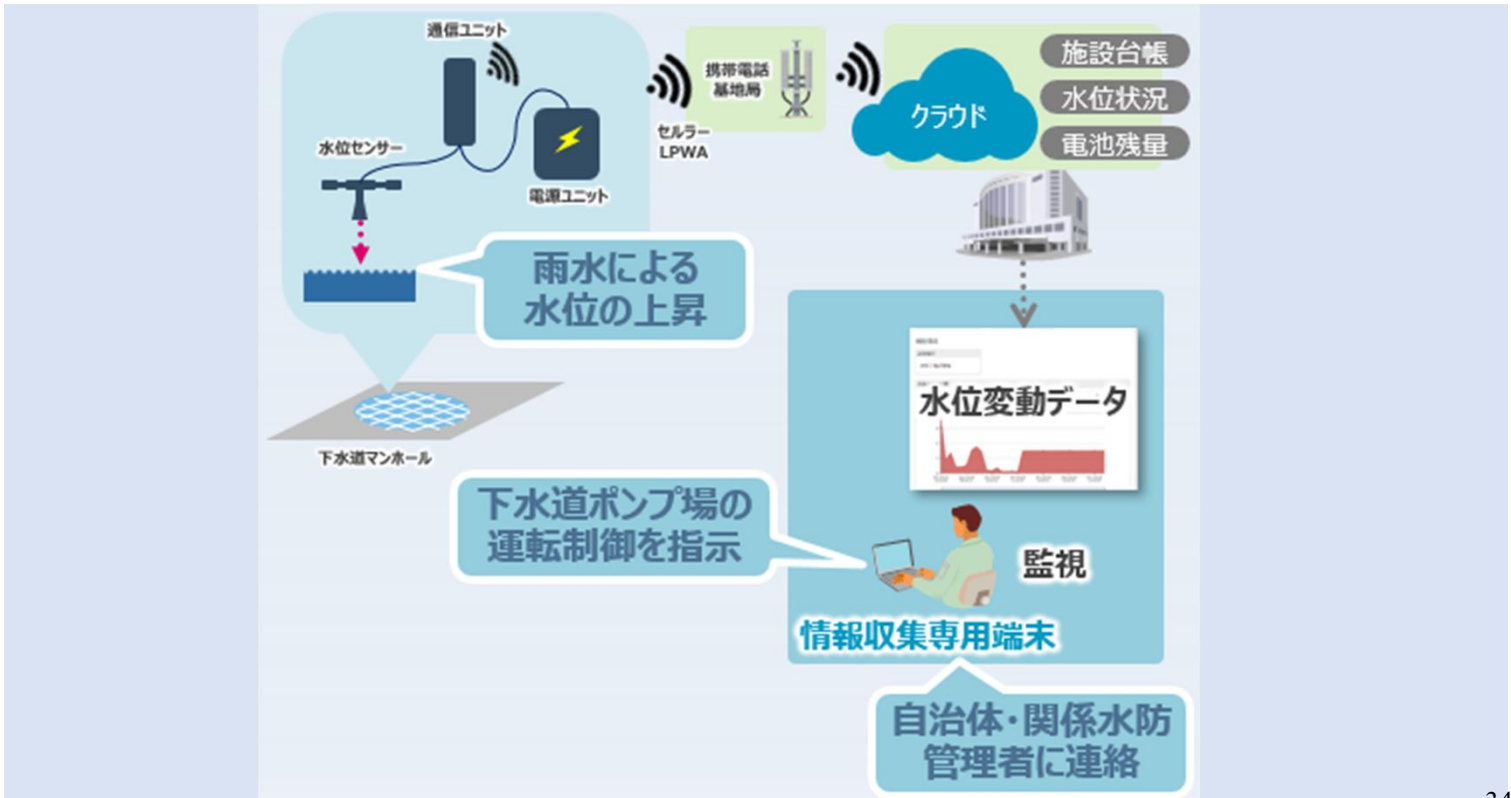 通信ユニット
水位センサー
電源ユニット
セルラー
LPWA
携帯電話
基地局
クラウド
施設台帳
水位状況
電池残量
雨水による
水位の上昇
下水道マンホール
水位変動データ
下水道ポンプ場の
運転制御を指示
監視
情報収集専用端末
自治体・関係水防
管理者に連絡